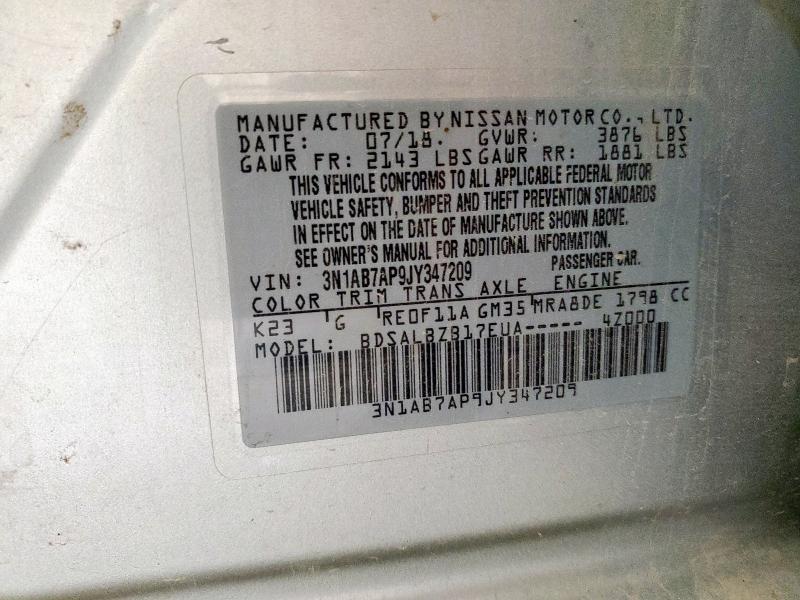 MANUFACTURED BY NISSAN MOTOR CO., LTD.
DATE: 07/18. GVWR: 3876 LBS
GAWR FR: 2143 LBS GAWR RR: 1881 LBS
THIS VEHICLE CONFORMS TO ALL APPLICABLE FEDERAL MOTOR
VEHICLE SAFETY, BUMPER AND THEFT PREVENTION STANDARDS
IN EFFECT ON THE DATE OF MANUFACTURE SHOWN ABOVE.
SEE OWNER'S MANUAL FOR ADDITIONAL INFORMATION.
VIN: 3N1AB7AP9JY347209 PASSENGER CAR.
COLOR TRIM TRANS AXLE ENGINE
K23 G RE0F11A GM35 MRA8DE 1798 CC
MODEL: BDSALBZB17EUA----- 4Z000
3N1AB7AP9JY347209